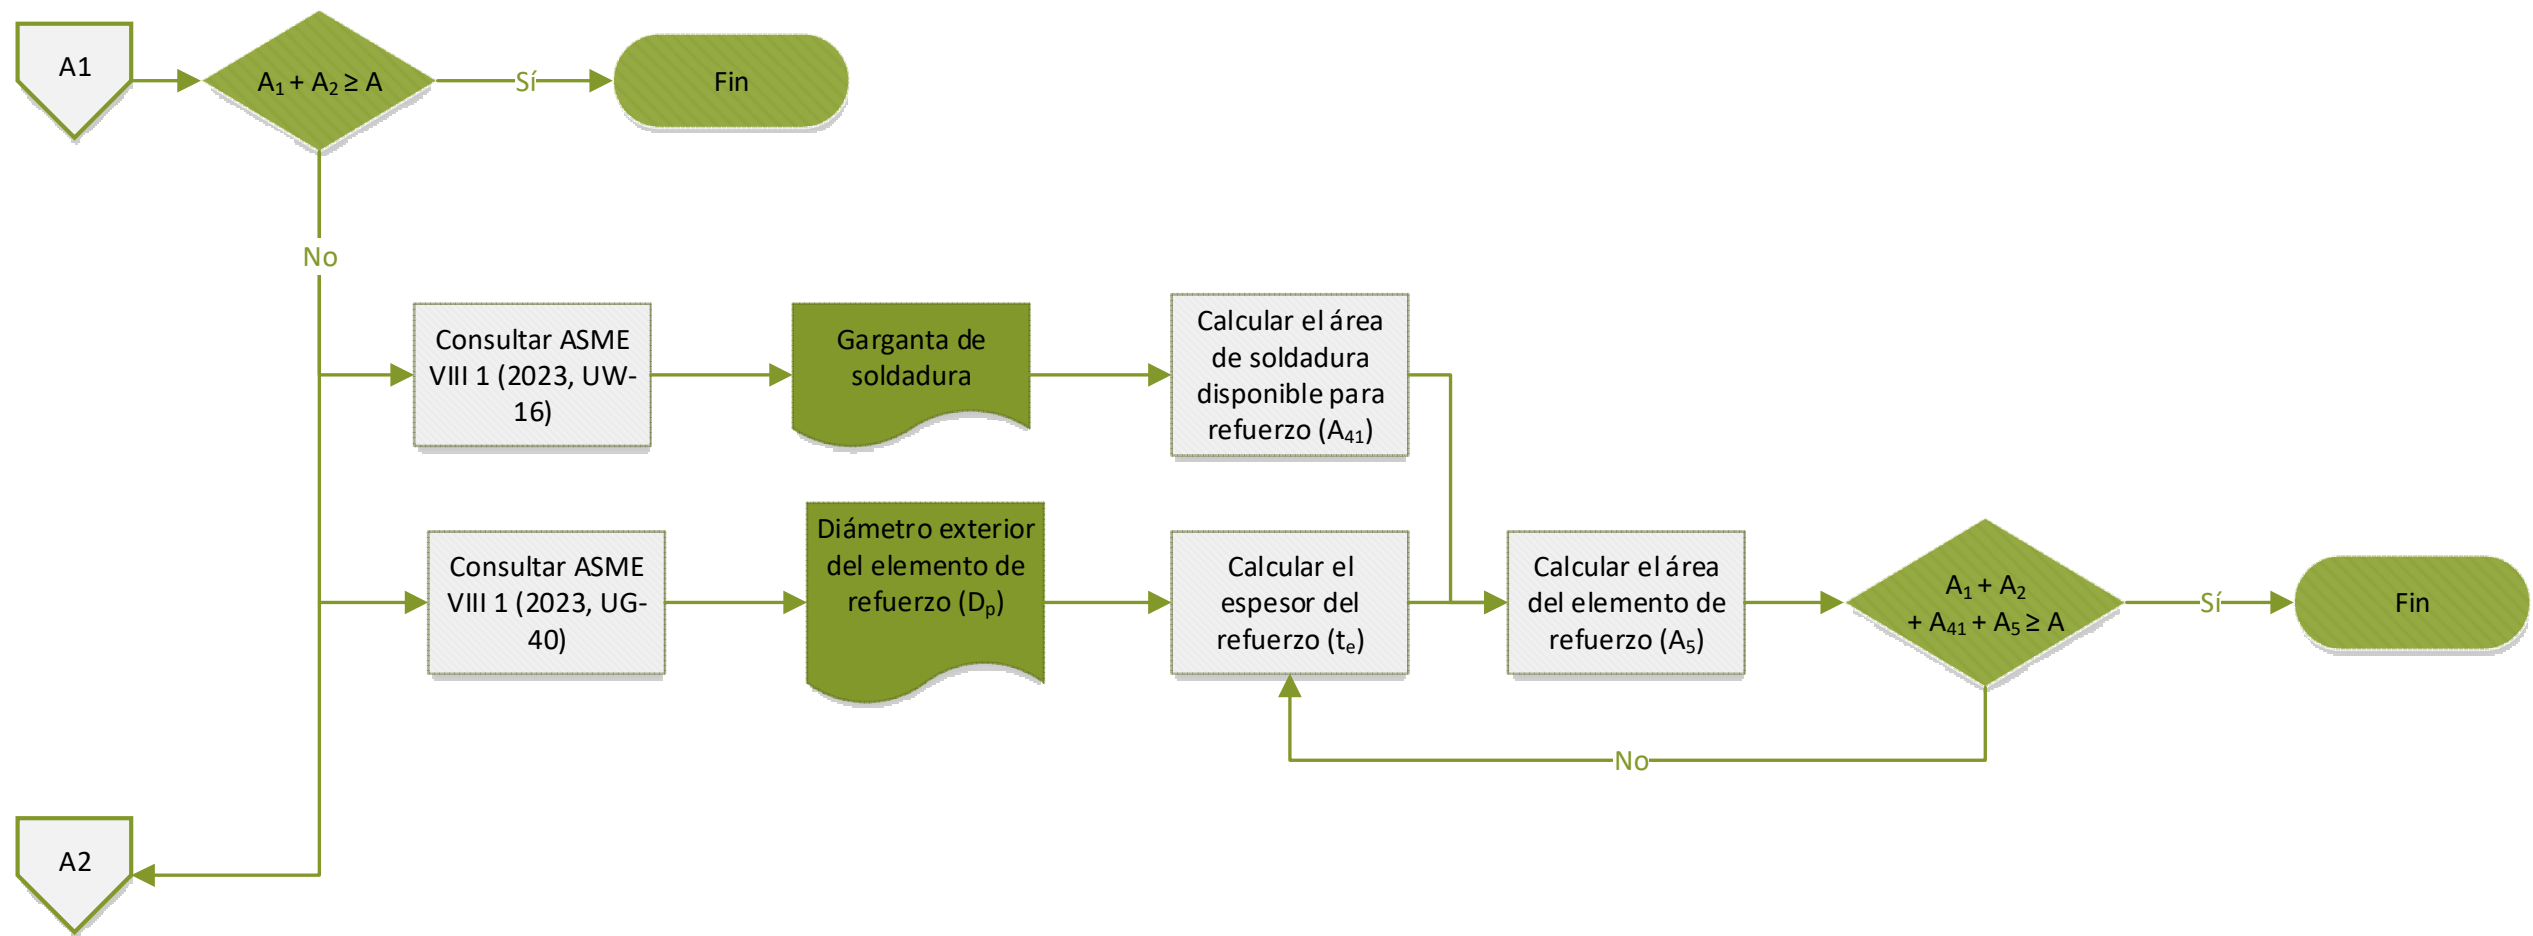 A1
A₁ + A₂ ≥ A
Sí
Fin
No
Consultar ASME
VIII 1 (2023, UW-
16)
Garganta de
soldadura
Calcular el área
de soldadura
disponible para
refuerzo (A₄₁)
Consultar ASME
VIII 1 (2023, UG-
40)
Diámetro exterior
del elemento de
refuerzo (Dₚ)
Calcular el
espesor del
refuerzo (tₑ)
Calcular el área
del elemento de
refuerzo (A₅)
A₁ + A₂
+ A₄₁ + A₅ ≥ A
Sí
Fin
No
A2